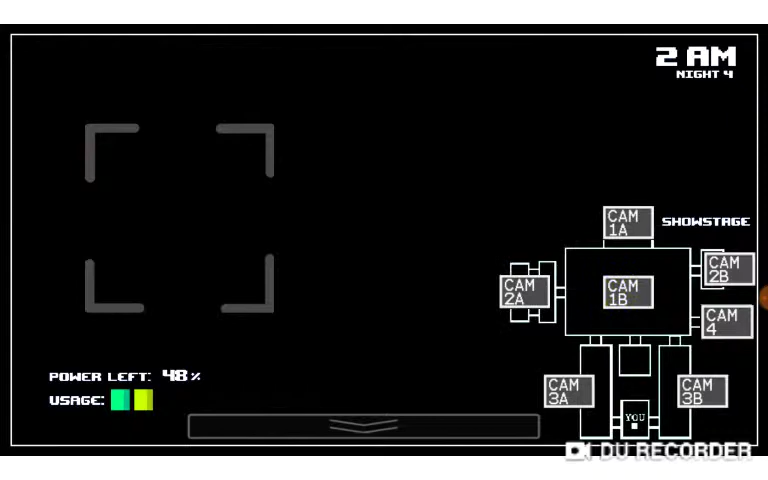 2 AM
NIGHT 4
CAM
1A
SHOWSTAGE
CAM
2B
CAM
2A
CAM
1B
CAM
4
POWER LEFT: 48%
USAGE:
CAM
3A
CAM
3B
YOU
DU RECORDER